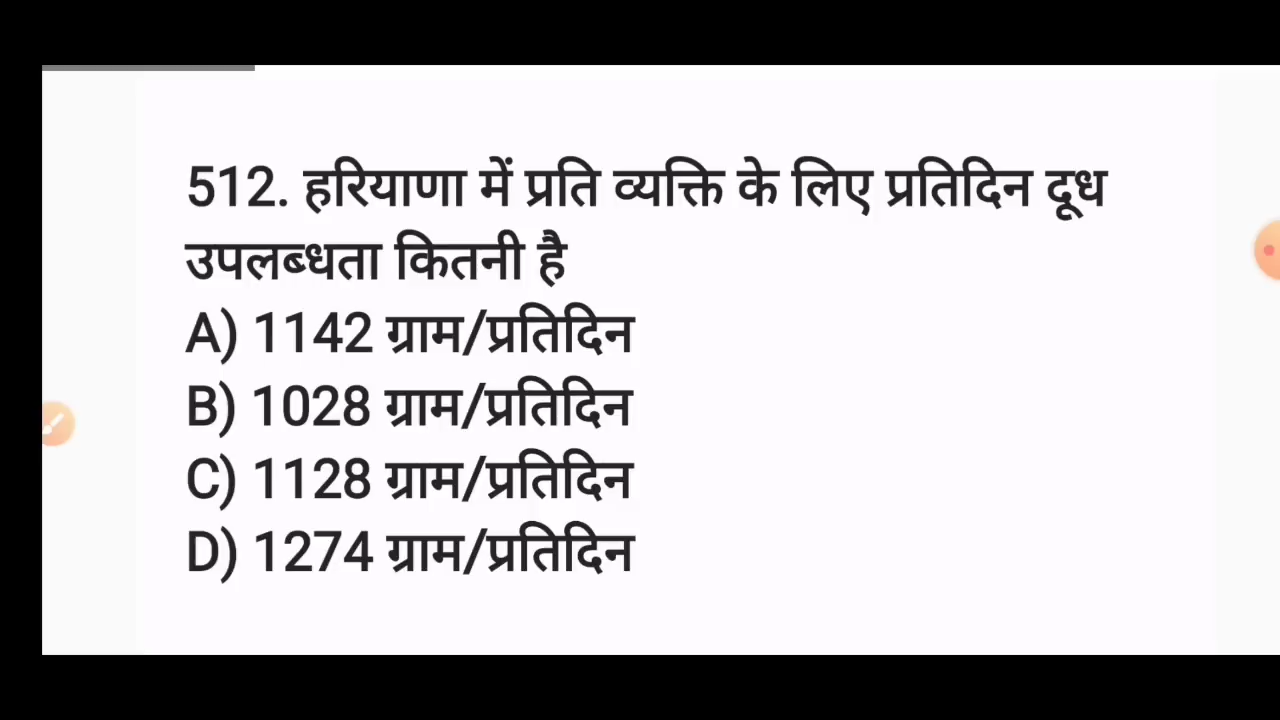 512. हरियाणा में प्रति व्यक्ति के लिए प्रतिदिन दूध
उपलब्धता कितनी है
A) 1142 ग्राम/प्रतिदिन
B) 1028 ग्राम/प्रतिदिन
C) 1128 ग्राम/प्रतिदिन
D) 1274 ग्राम/प्रतिदिन